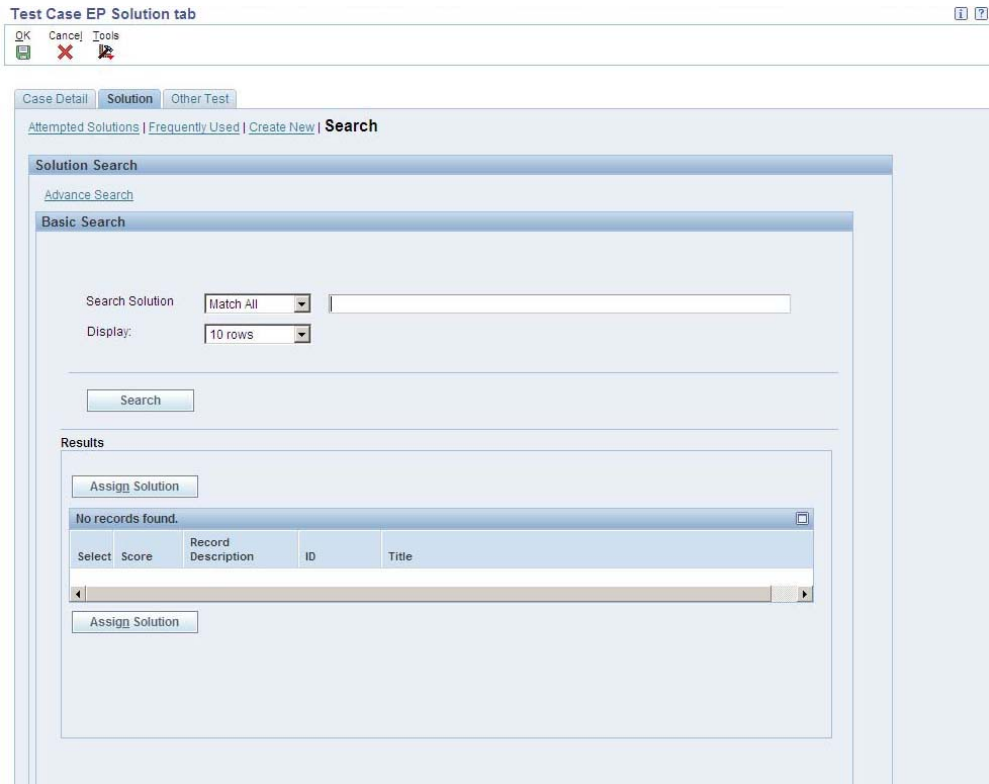 Test Case EP Solution tab
OK Cancel Tools
Case Detail Solution Other Test
Attempted Solutions | Frequently Used | Create New | Search
Solution Search
Advance Search
Basic Search
Search Solution Match All
Display: 10 rows
Search
Results
Assign Solution
No records found.
Select Score Record Description ID Title
Assign Solution